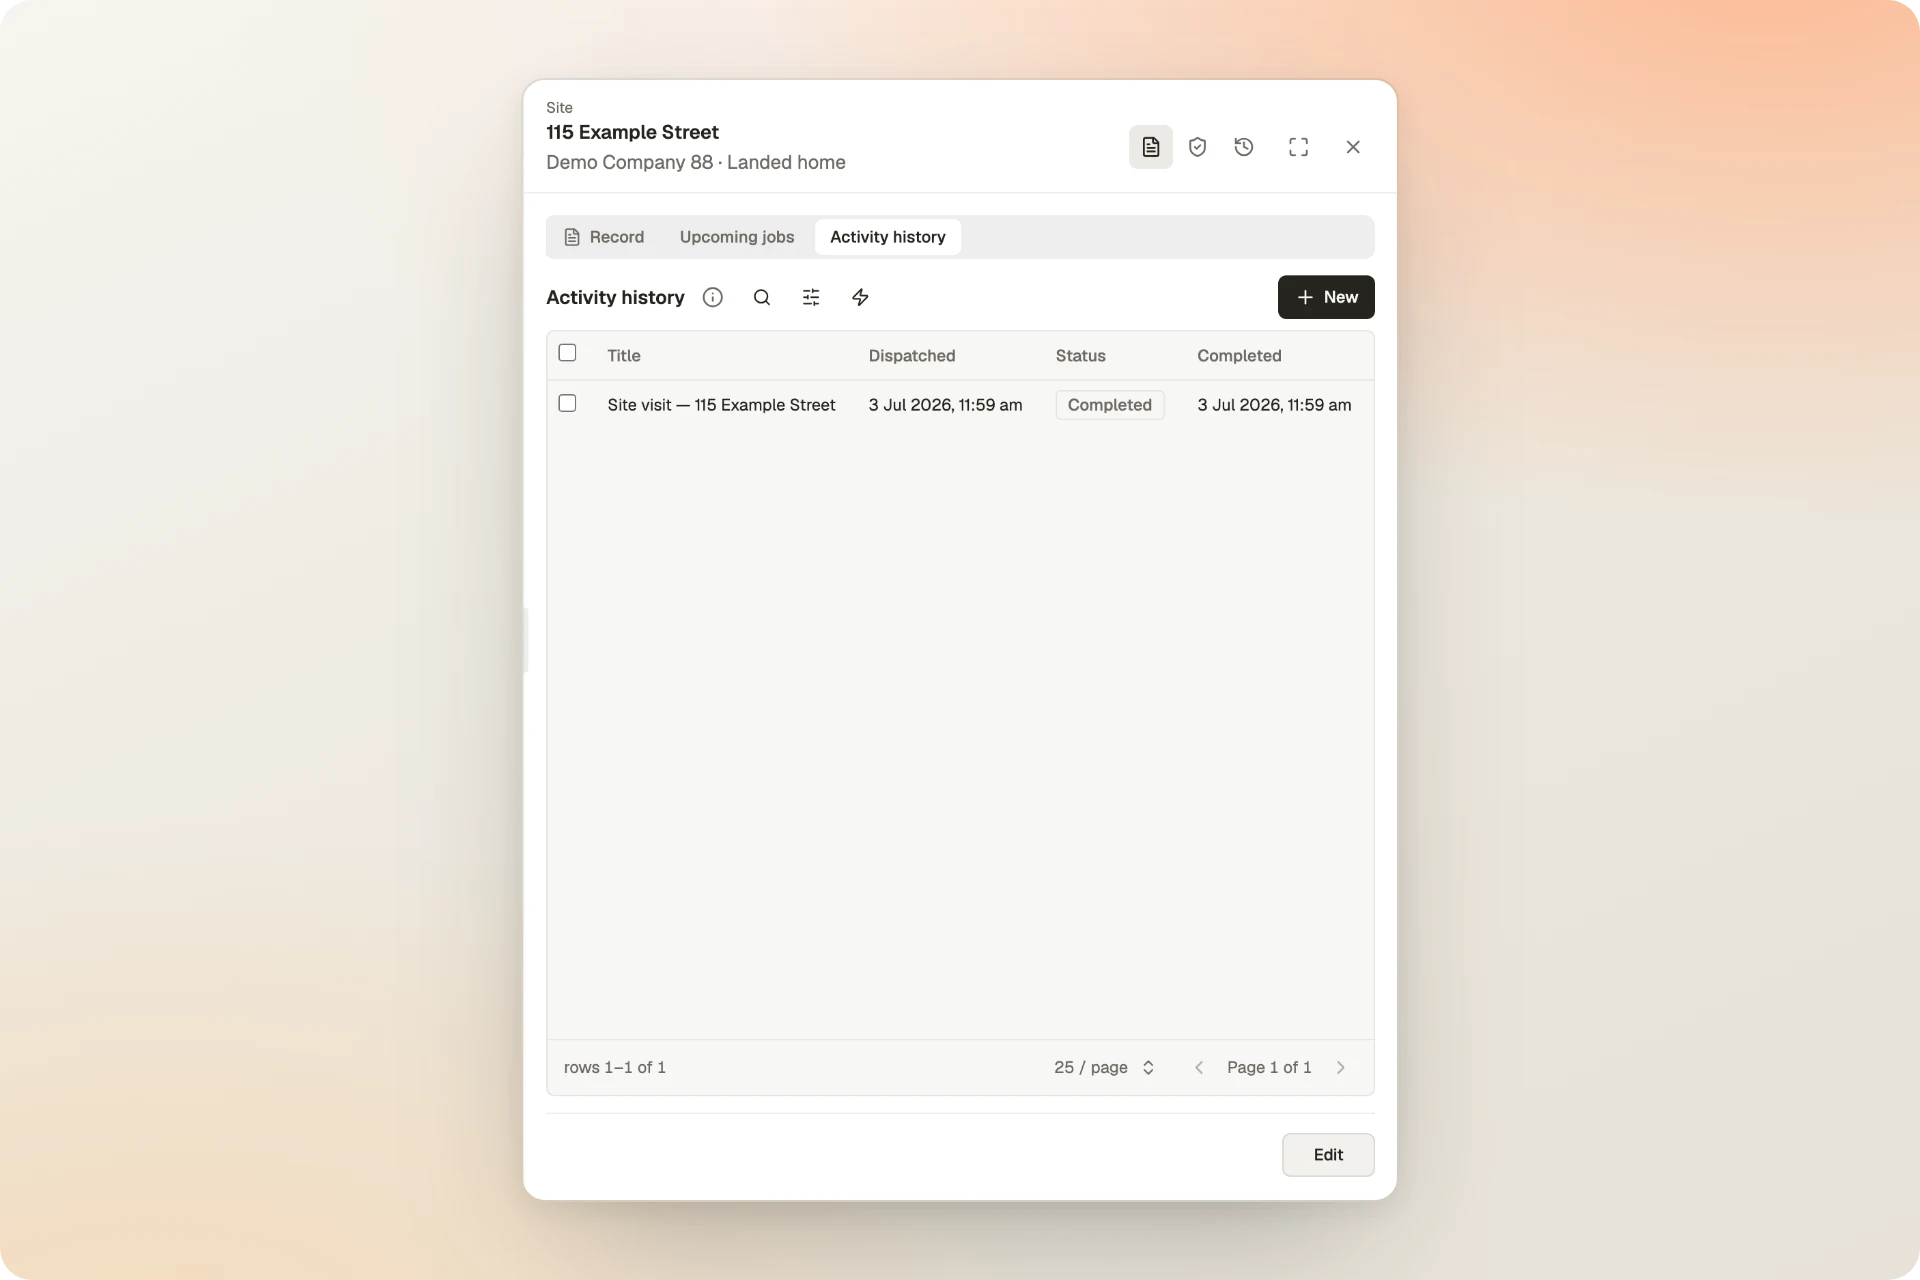 Site
115 Example Street
Demo Company 88 · Landed home
Record Upcoming jobs Activity history
Activity history New
Title Dispatched Status Completed
Site visit — 115 Example Street 3 Jul 2026, 11:59 am Completed 3 Jul 2026, 11:59 am
rows 1–1 of 1 25 / page Page 1 of 1
Edit